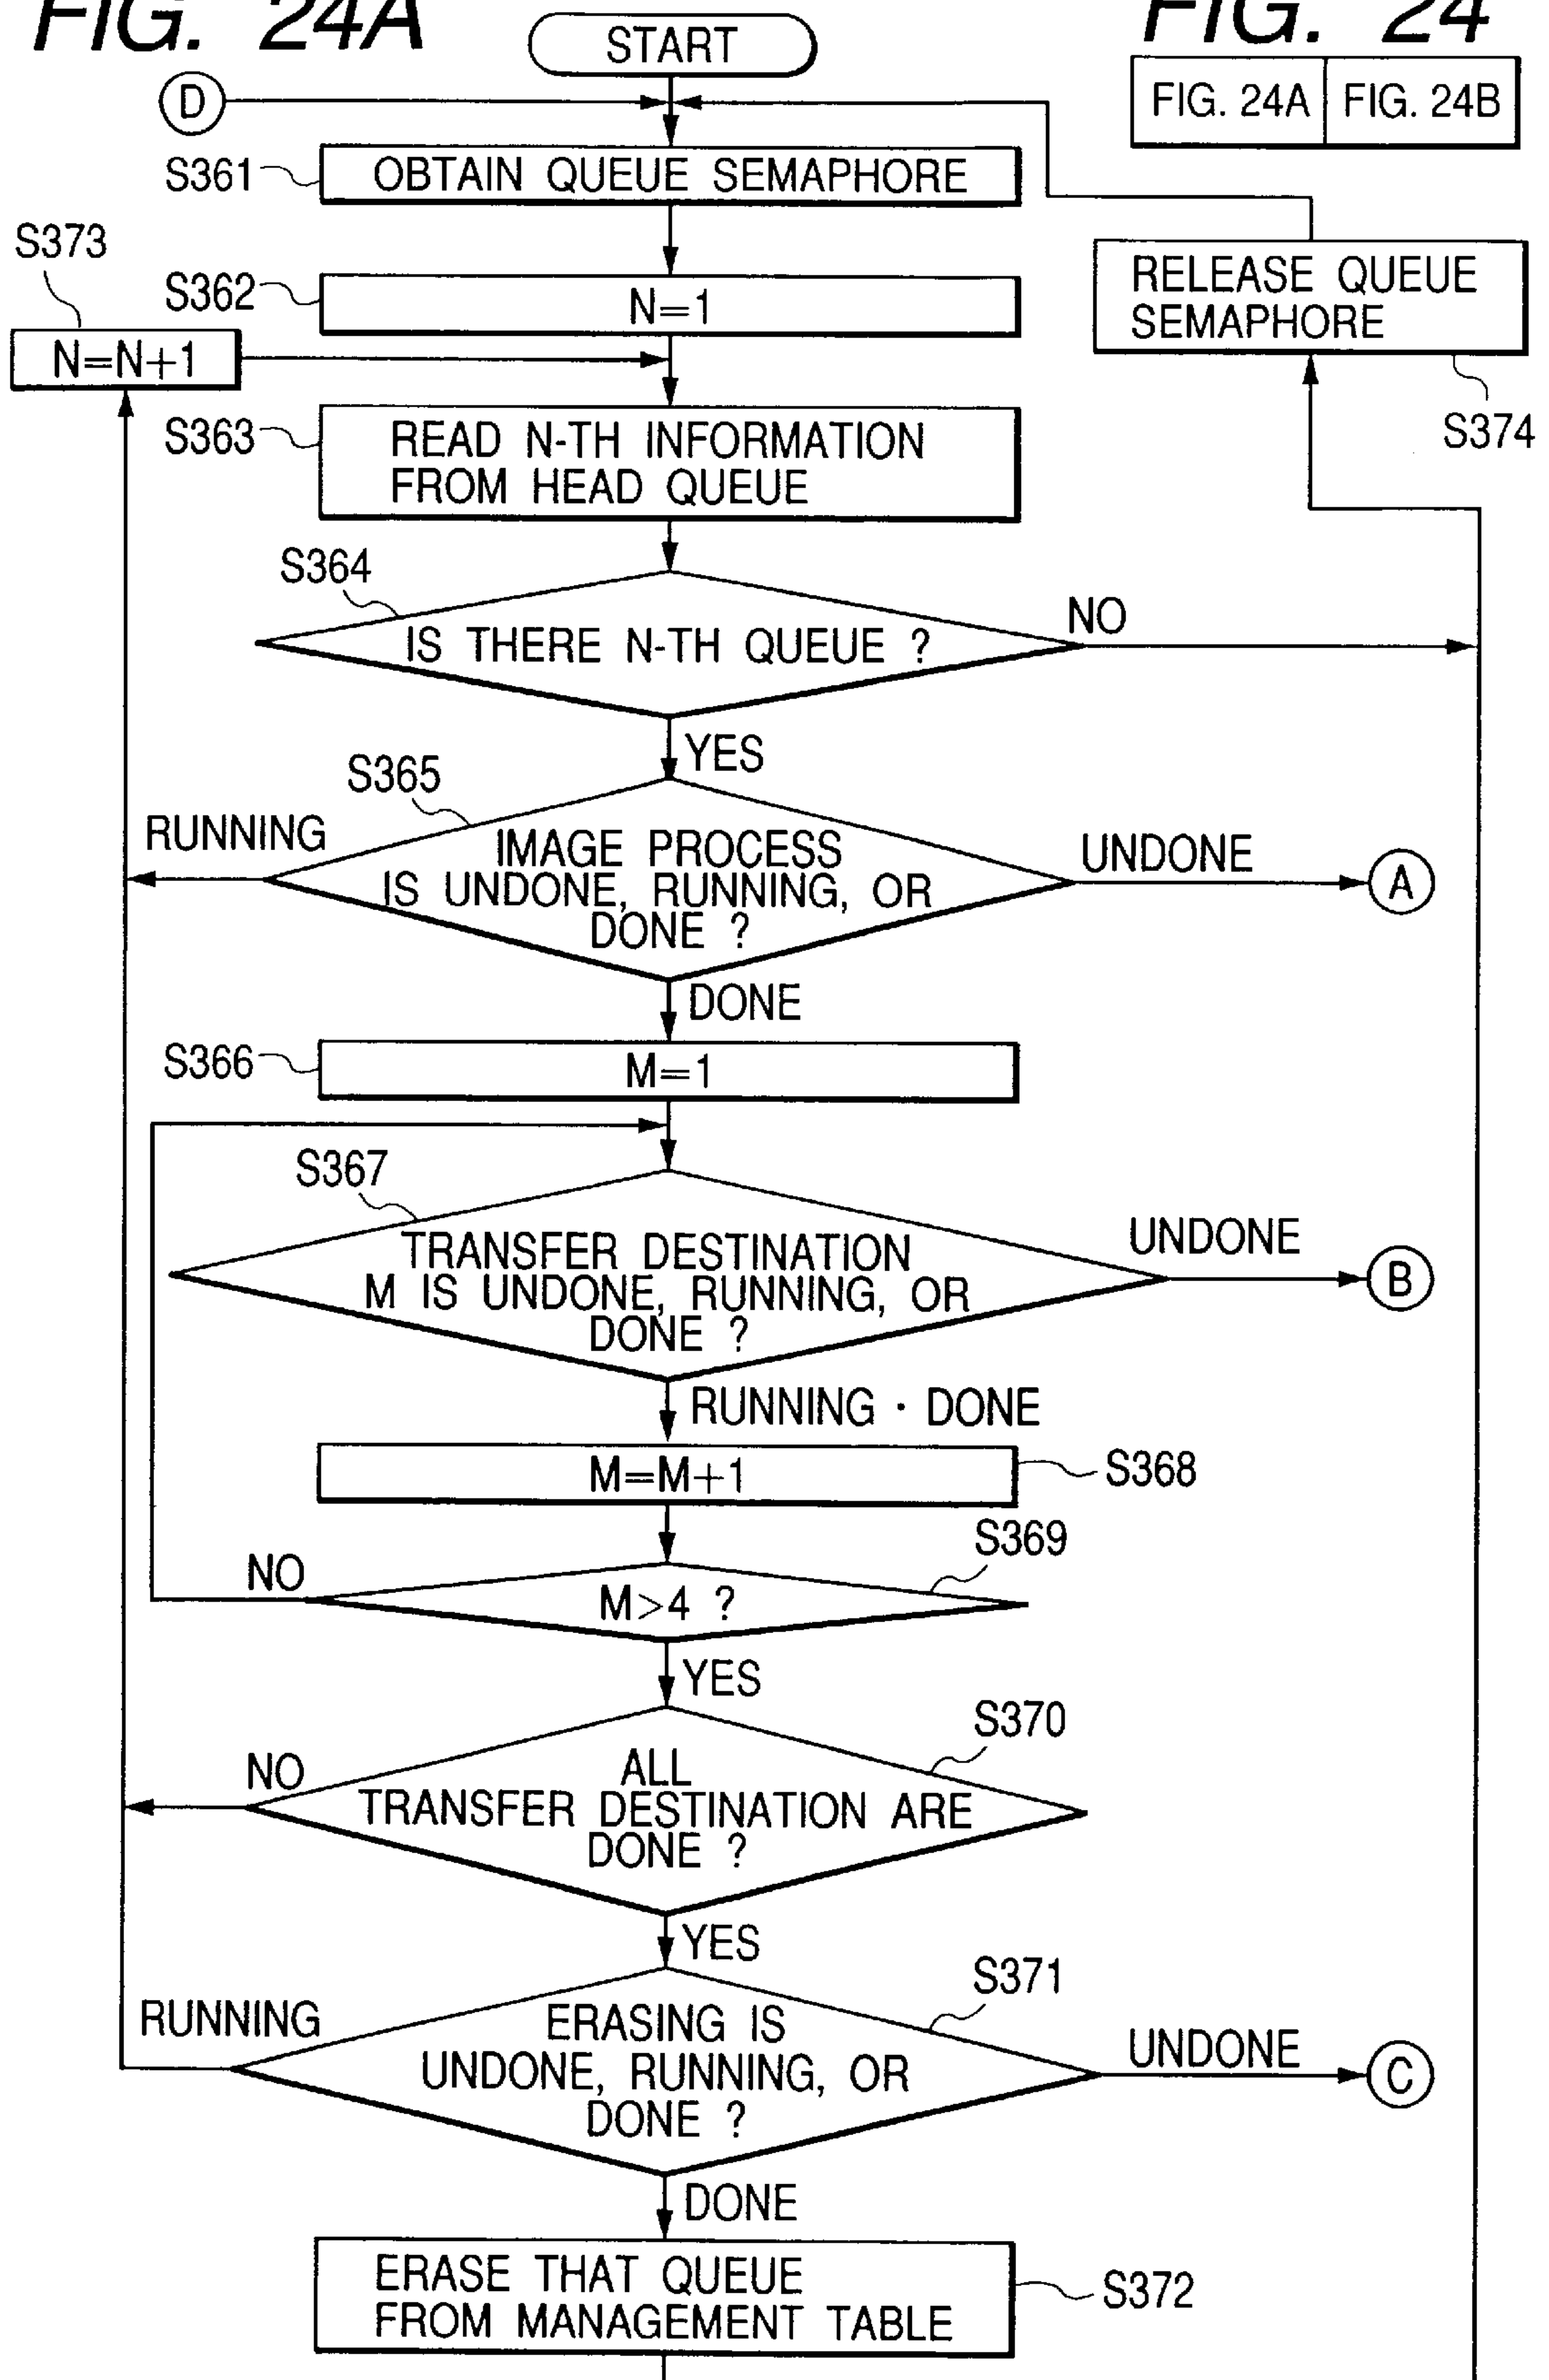 FIG. 24A
FIG. 24
START
D
FIG. 24A
FIG. 24B
S361
OBTAIN QUEUE SEMAPHORE
S373
S362
N=1
RELEASE QUEUE
SEMAPHORE
N=N+1
S374
S363
READ N-TH INFORMATION
FROM HEAD QUEUE
S364
NO
IS THERE N-TH QUEUE ?
YES
S365
RUNNING
IMAGE PROCESS
IS UNDONE, RUNNING, OR
DONE ?
UNDONE
A
DONE
S366
M=1
S367
TRANSFER DESTINATION
M IS UNDONE, RUNNING, OR
DONE ?
UNDONE
B
RUNNING · DONE
M=M+1
S368
S369
NO
M>4 ?
YES
S370
NO
ALL
TRANSFER DESTINATION ARE
DONE ?
YES
S371
RUNNING
ERASING IS
UNDONE, RUNNING, OR
DONE ?
UNDONE
C
DONE
ERASE THAT QUEUE
FROM MANAGEMENT TABLE
S372